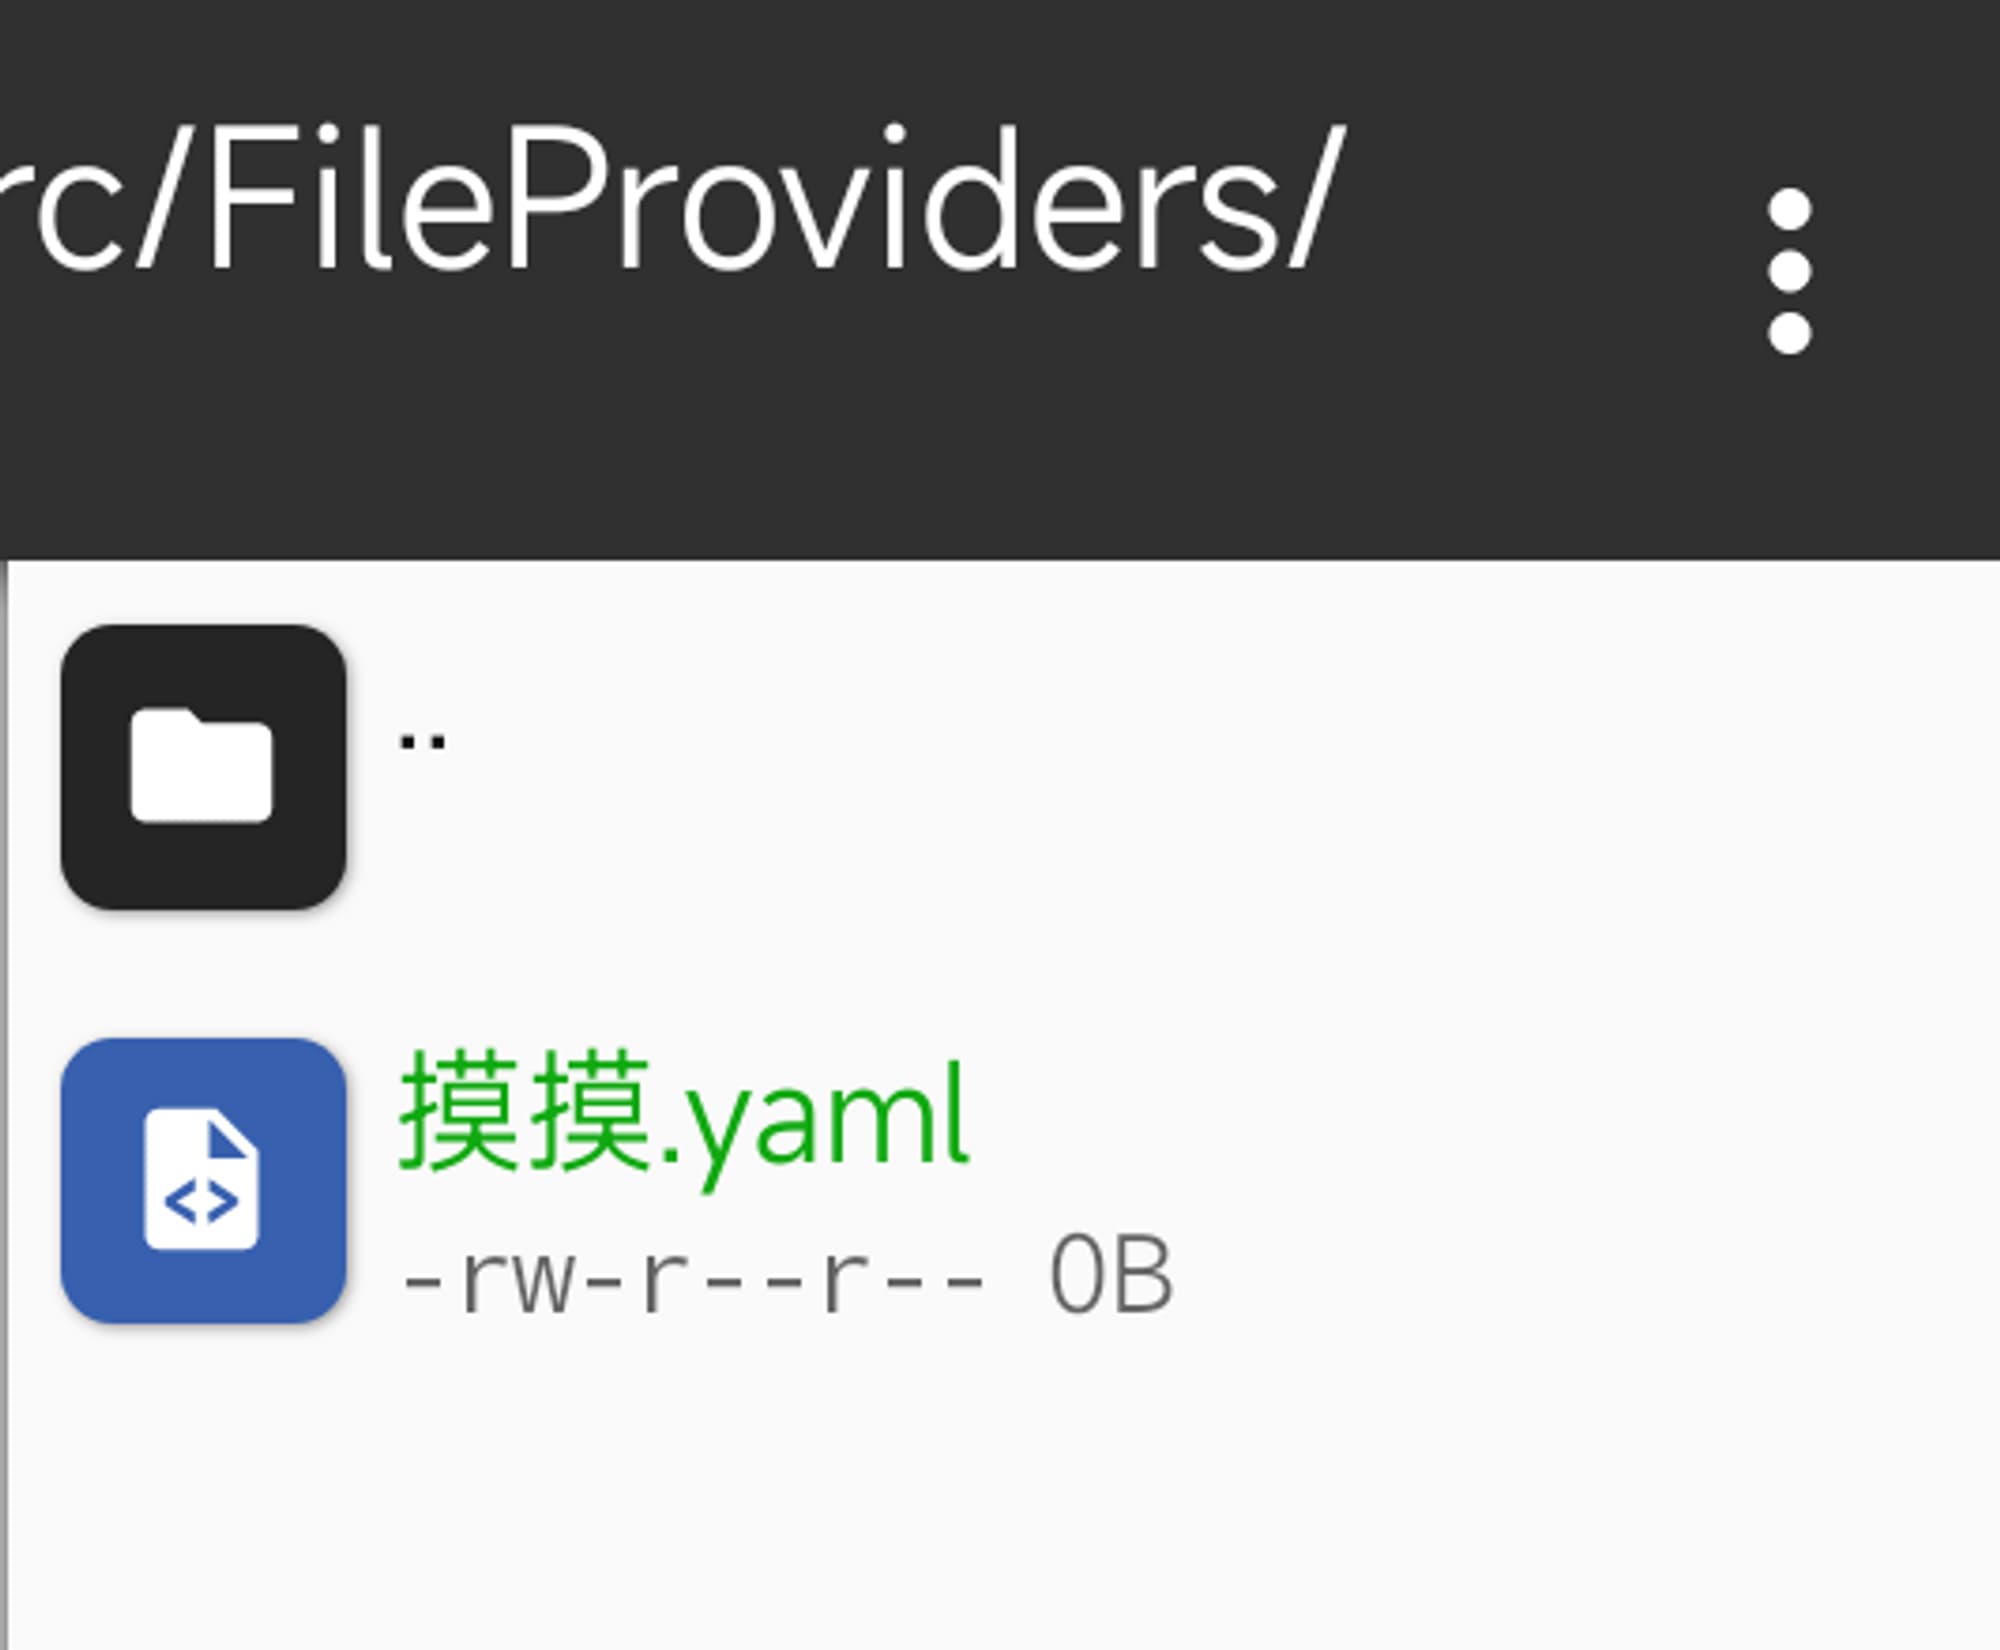 rc/FileProviders/
..
摸摸.yaml
-rw-r--r-- 0B